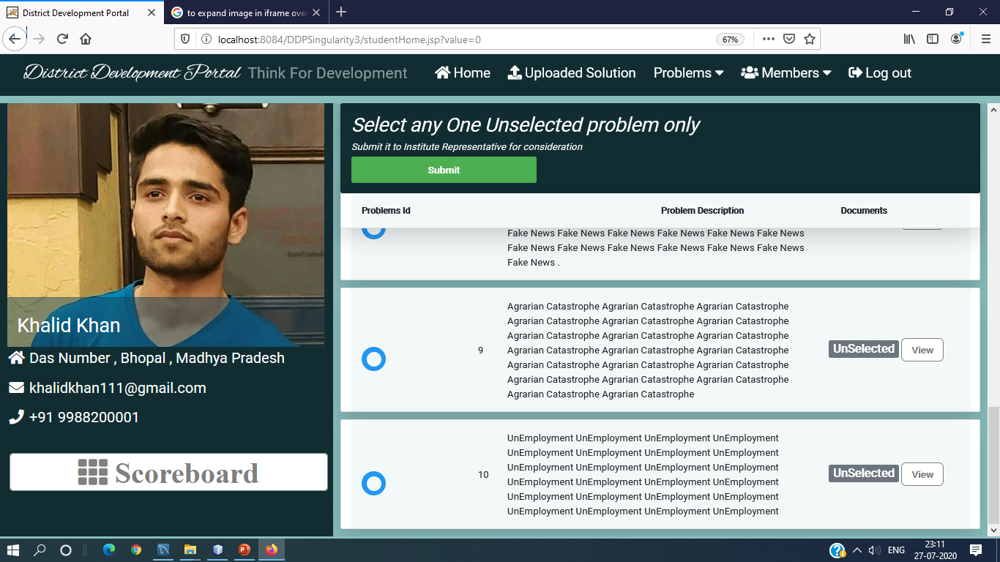 District Development Portal
to expand image in iframe over
localhost:8084/DDPSingularity3/studentHome.jsp?value=0
67%
District Development Portal Think For Development
Home
Uploaded Solution
Problems
Members
Log out
Khalid Khan
Das Number , Bhopal , Madhya Pradesh
khalidkhan111@gmail.com
+91 9988200001
Scoreboard
Select any One Unselected problem only
Submit it to Institute Representative for consideration
Submit
Problems Id Problem Description Documents
Fake News Fake News Fake News Fake News Fake News Fake News
Fake News Fake News Fake News Fake News Fake News Fake News
Fake News .
Agrarian Catastrophe Agrarian Catastrophe Agrarian Catastrophe
Agrarian Catastrophe Agrarian Catastrophe Agrarian Catastrophe
Agrarian Catastrophe Agrarian Catastrophe Agrarian Catastrophe
9 Agrarian Catastrophe Agrarian Catastrophe Agrarian Catastrophe UnSelected View
Agrarian Catastrophe Agrarian Catastrophe Agrarian Catastrophe
Agrarian Catastrophe Agrarian Catastrophe Agrarian Catastrophe
Agrarian Catastrophe Agrarian Catastrophe
UnEmployment UnEmployment UnEmployment UnEmployment
UnEmployment UnEmployment UnEmployment UnEmployment
UnEmployment UnEmployment UnEmployment UnEmployment
10 UnEmployment UnEmployment UnEmployment UnEmployment UnSelected View
UnEmployment UnEmployment UnEmployment UnEmployment
UnEmployment UnEmployment UnEmployment UnEmployment
ENG
23:11
27-07-2020